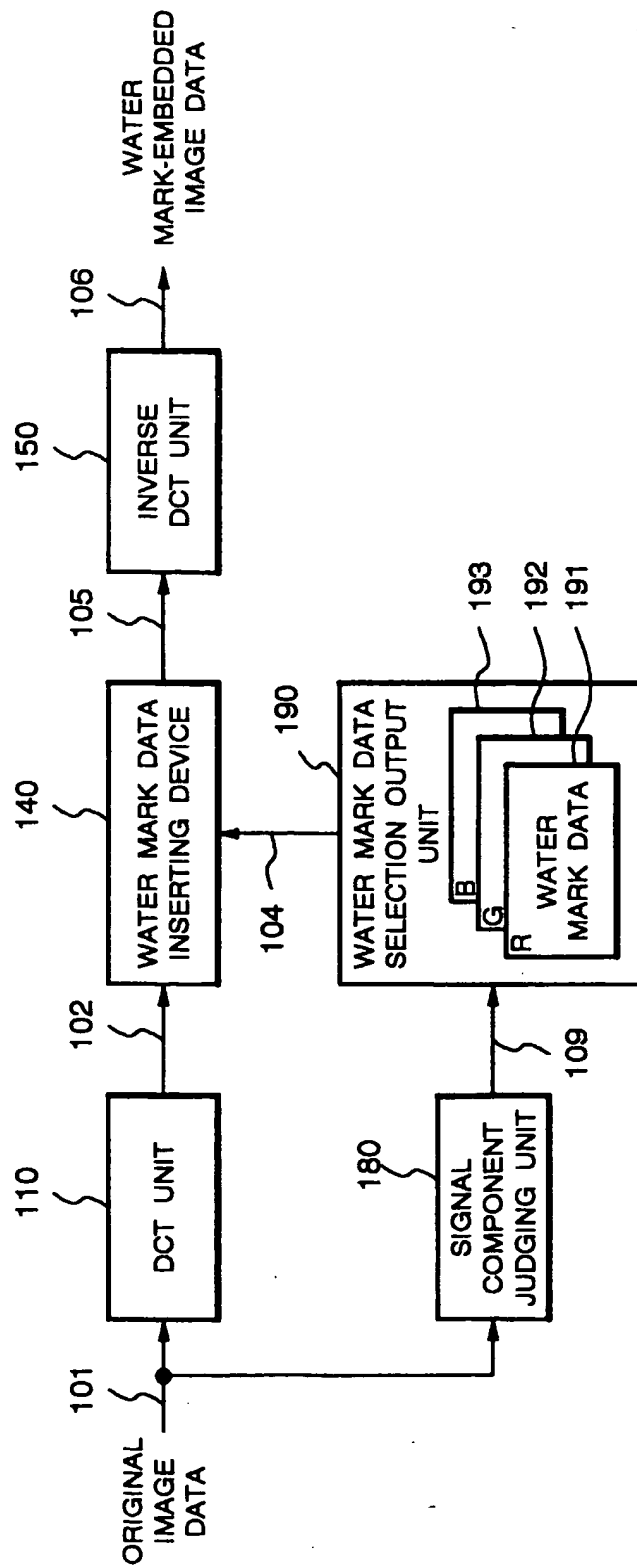 ORIGINAL
IMAGE
DATA
101
110
DCT UNIT
102
140
WATER MARK DATA
INSERTING DEVICE
105
150
INVERSE
DCT UNIT
106
WATER
MARK-EMBEDDED
IMAGE DATA
104
180
SIGNAL
COMPONENT
JUDGING UNIT
109
190
WATER MARK DATA
SELECTION OUTPUT
UNIT
B
G
R
WATER
MARK DATA
193
192
191